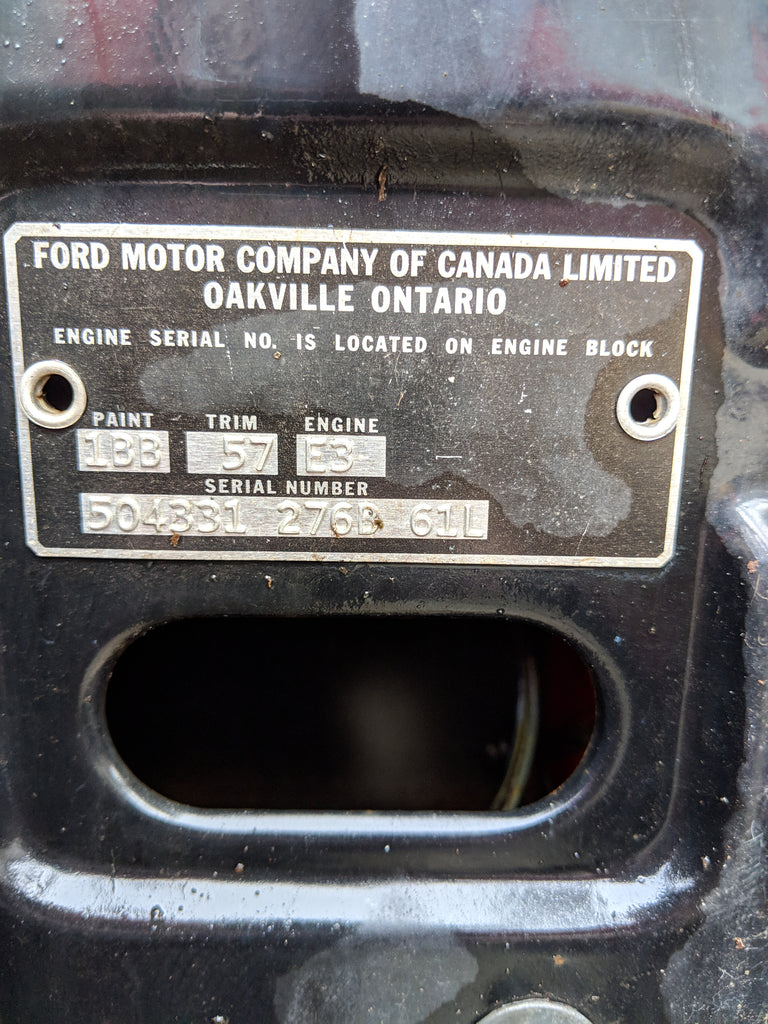 FORD MOTOR COMPANY OF CANADA LIMITED
OAKVILLE ONTARIO
ENGINE SERIAL NO. IS LOCATED ON ENGINE BLOCK
PAINT TRIM ENGINE
1BB 57 E3
SERIAL NUMBER
504331 276B 61L